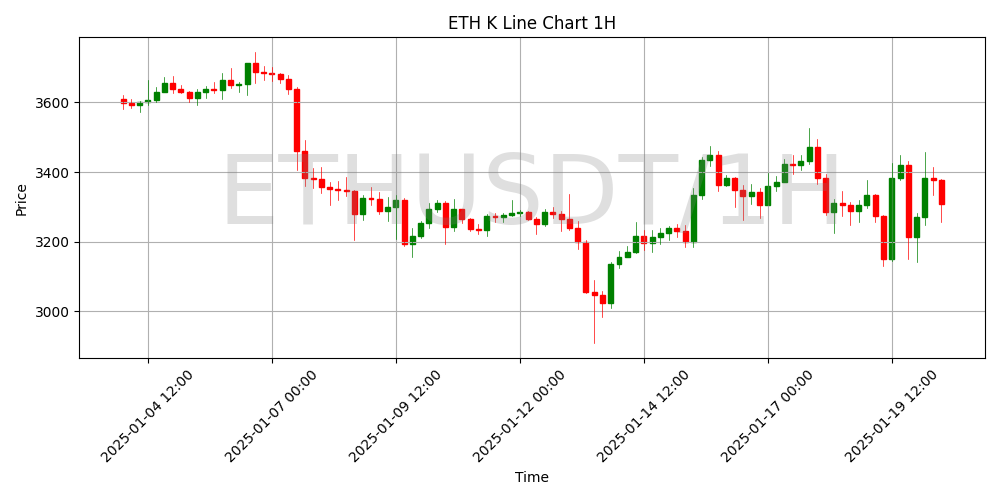 ETH K Line Chart 1H
Price
3600
3400
3200
3000
ETHUSDT/1H
2025-01-04 12:00
2025-01-07 00:00
2025-01-09 12:00
2025-01-12 00:00
2025-01-14 12:00
2025-01-17 00:00
2025-01-19 12:00
Time